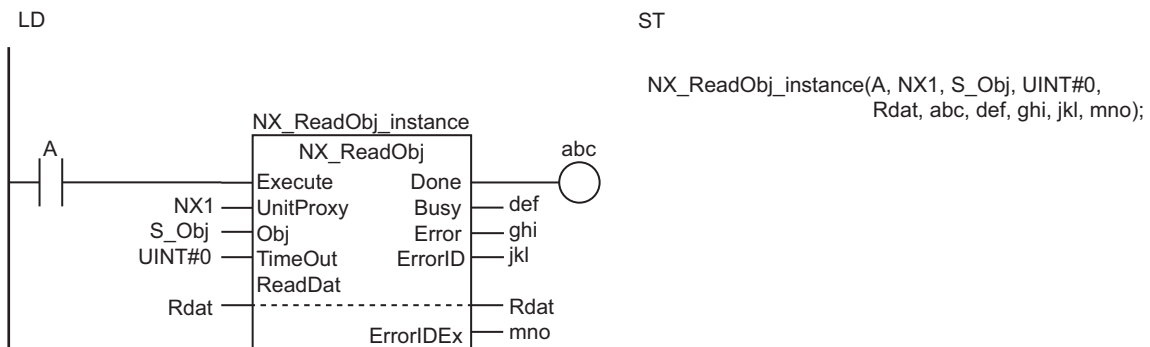 LD
ST
NX_ReadObj_instance(A, NX1, S_Obj, UINT#0,
Rdat, abc, def, ghi, jkl, mno);
NX_ReadObj_instance
A
NX_ReadObj
abc
Execute Done
NX1 UnitProxy Busy def
S_Obj Obj Error ghi
UINT#0 TimeOut ErrorID jkl
ReadDat
Rdat Rdat
ErrorIDEx mno